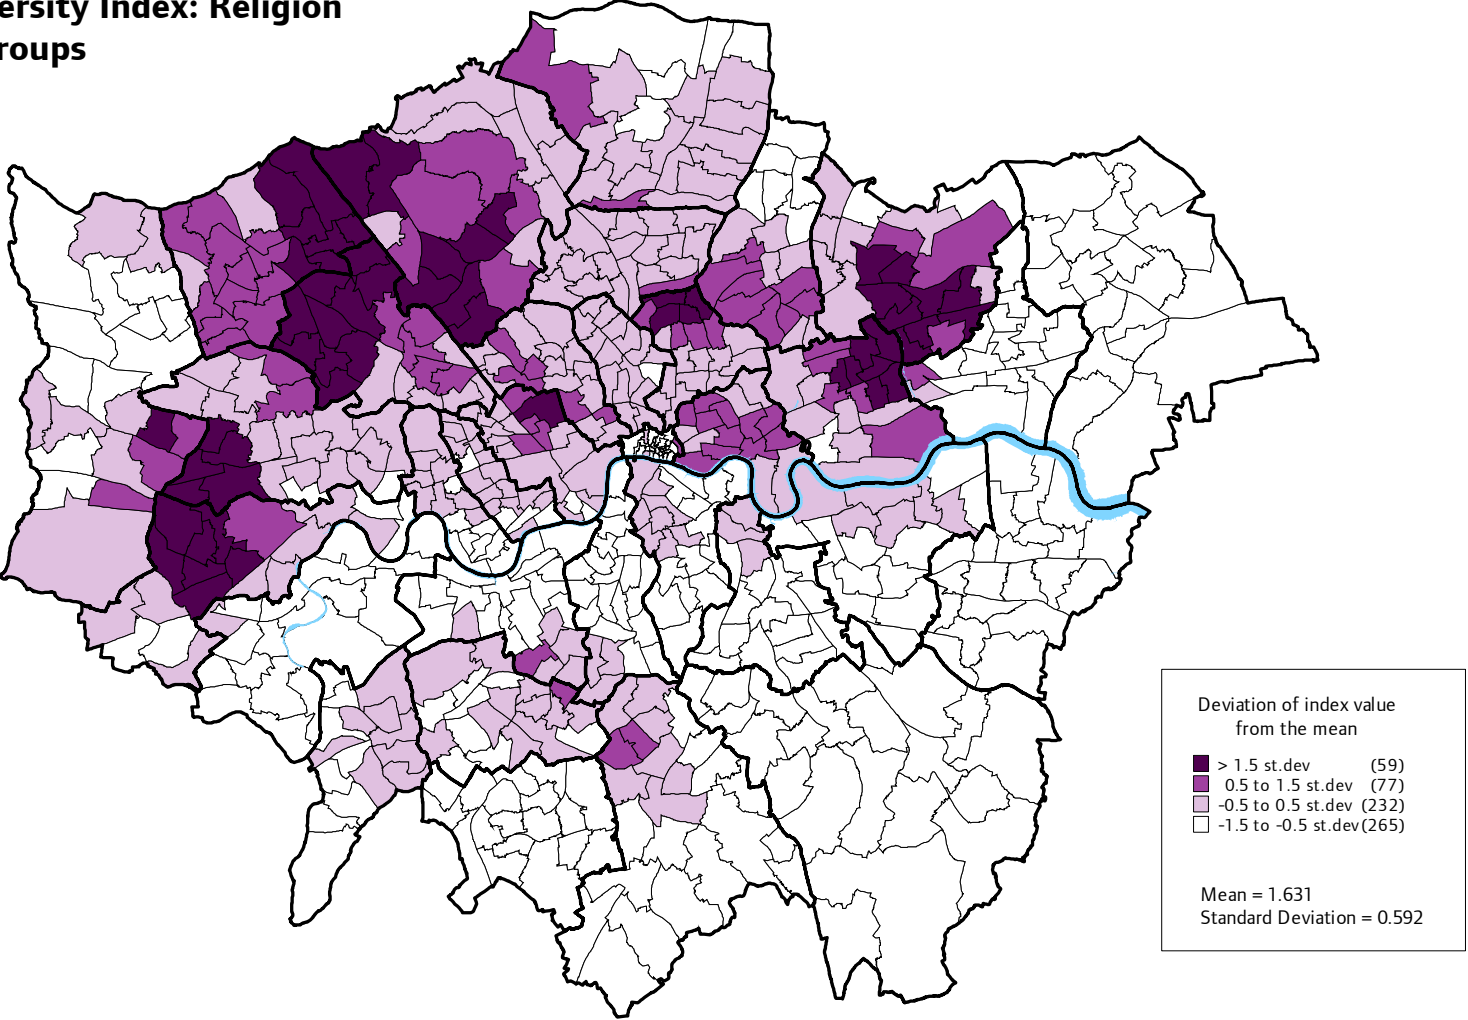 ersity Index: Religion
roups
Deviation of index value
from the mean
> 1.5 st.dev (59)
0.5 to 1.5 st.dev (77)
-0.5 to 0.5 st.dev (232)
-1.5 to -0.5 st.dev (265)
Mean = 1.631
Standard Deviation = 0.592